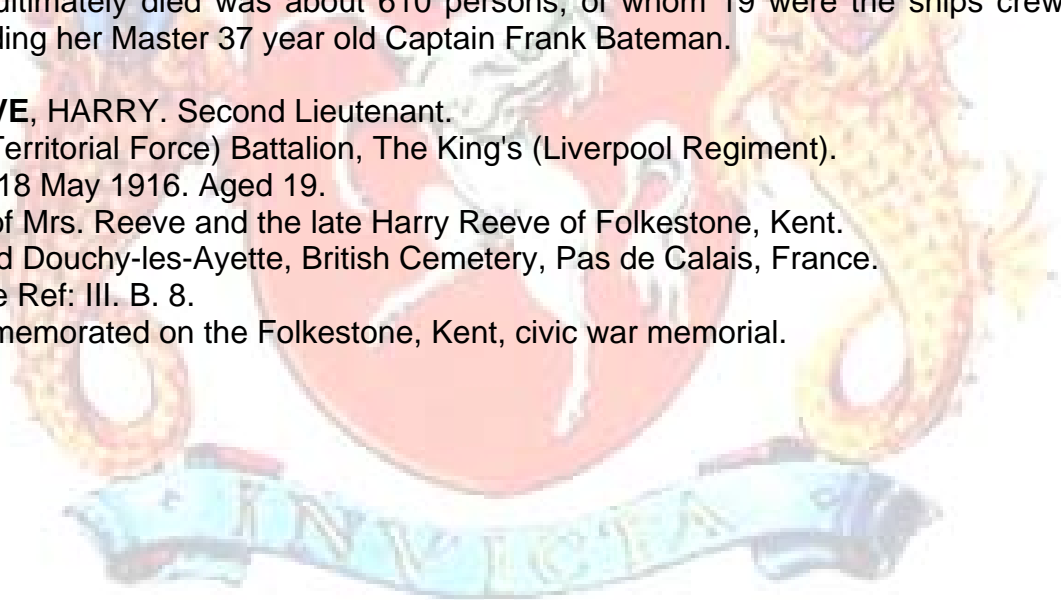 ultimately died was about 610 persons, of whom 19 were the ships crew
ding her Master 37 year old Captain Frank Bateman.
VE, HARRY. Second Lieutenant.
Territorial Force) Battalion, The King's (Liverpool Regiment).
18 May 1916. Aged 19.
of Mrs. Reeve and the late Harry Reeve of Folkestone, Kent.
d Douchy-les-Ayette, British Cemetery, Pas de Calais, France.
e Ref: III. B. 8.
memorated on the Folkestone, Kent, civic war memorial.
INVICTA